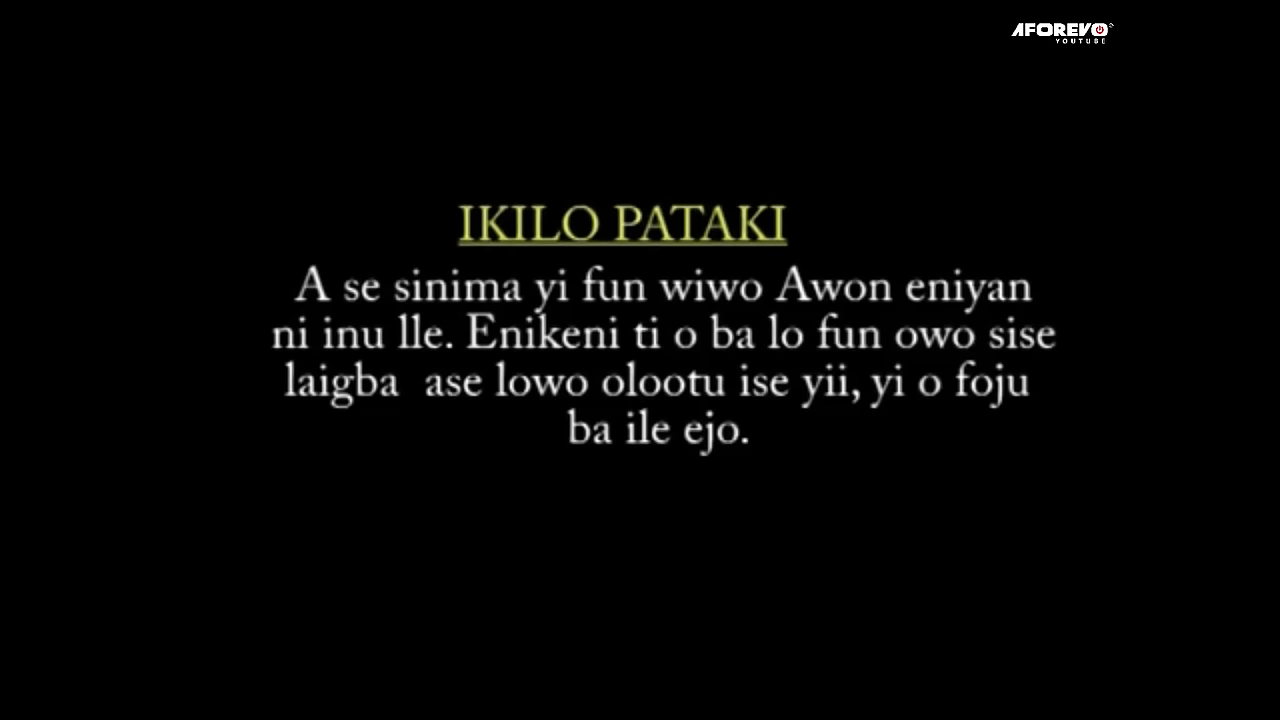 AFOREVO
YOUTUBE
IKILO PATAKI
A se sinima yi fun wiwo Awon eniyan
ni inu lle. Enikeni ti o ba lo fun owo sise
laigba ase lowo olootu ise yii, yi o foju
ba ile ejo.